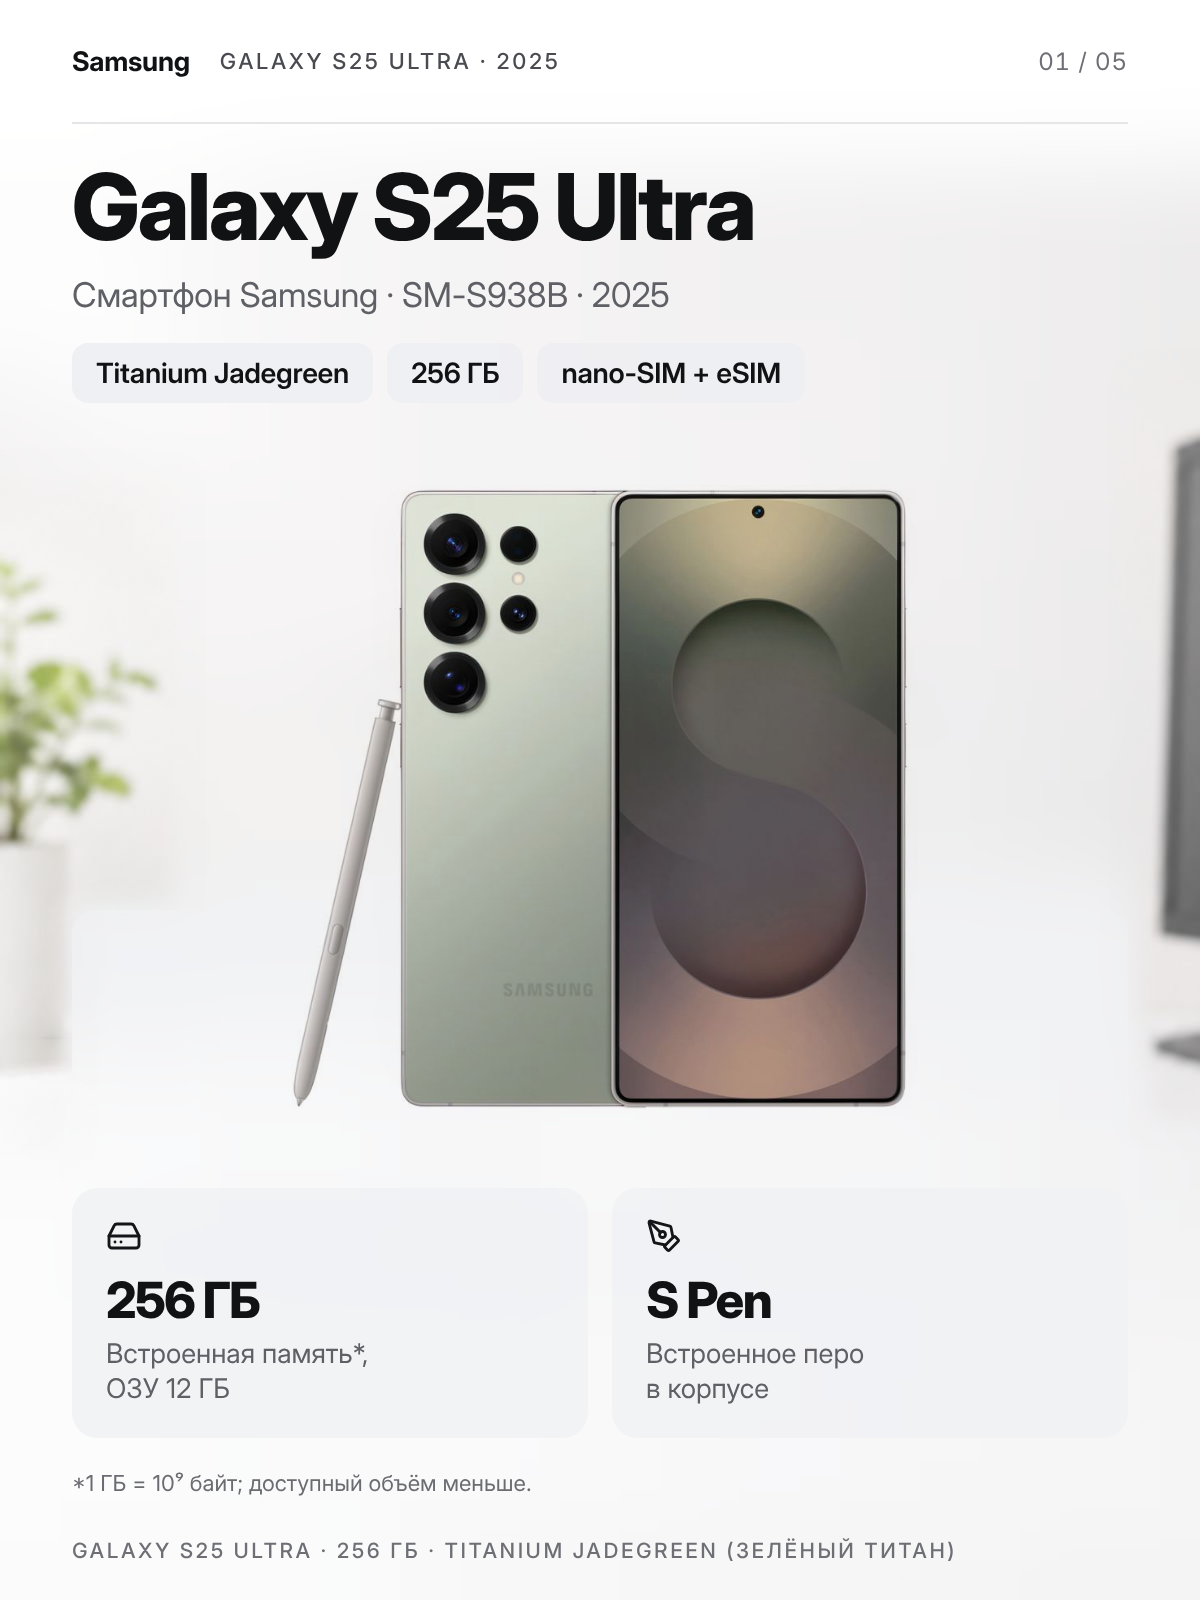 Samsung GALAXY S25 ULTRA · 2025 01 / 05
Galaxy S25 Ultra
Смартфон Samsung · SM-S938B · 2025
Titanium Jadegreen 256 ГБ nano-SIM + eSIM
SAMSUNG
256 ГБ
Встроенная память*,
ОЗУ 12 ГБ
S Pen
Встроенное перо
в корпусе
*1 ГБ = 10⁹ байт; доступный объём меньше.
GALAXY S25 ULTRA · 256 ГБ · TITANIUM JADEGREEN (ЗЕЛЁНЫЙ ТИТАН)